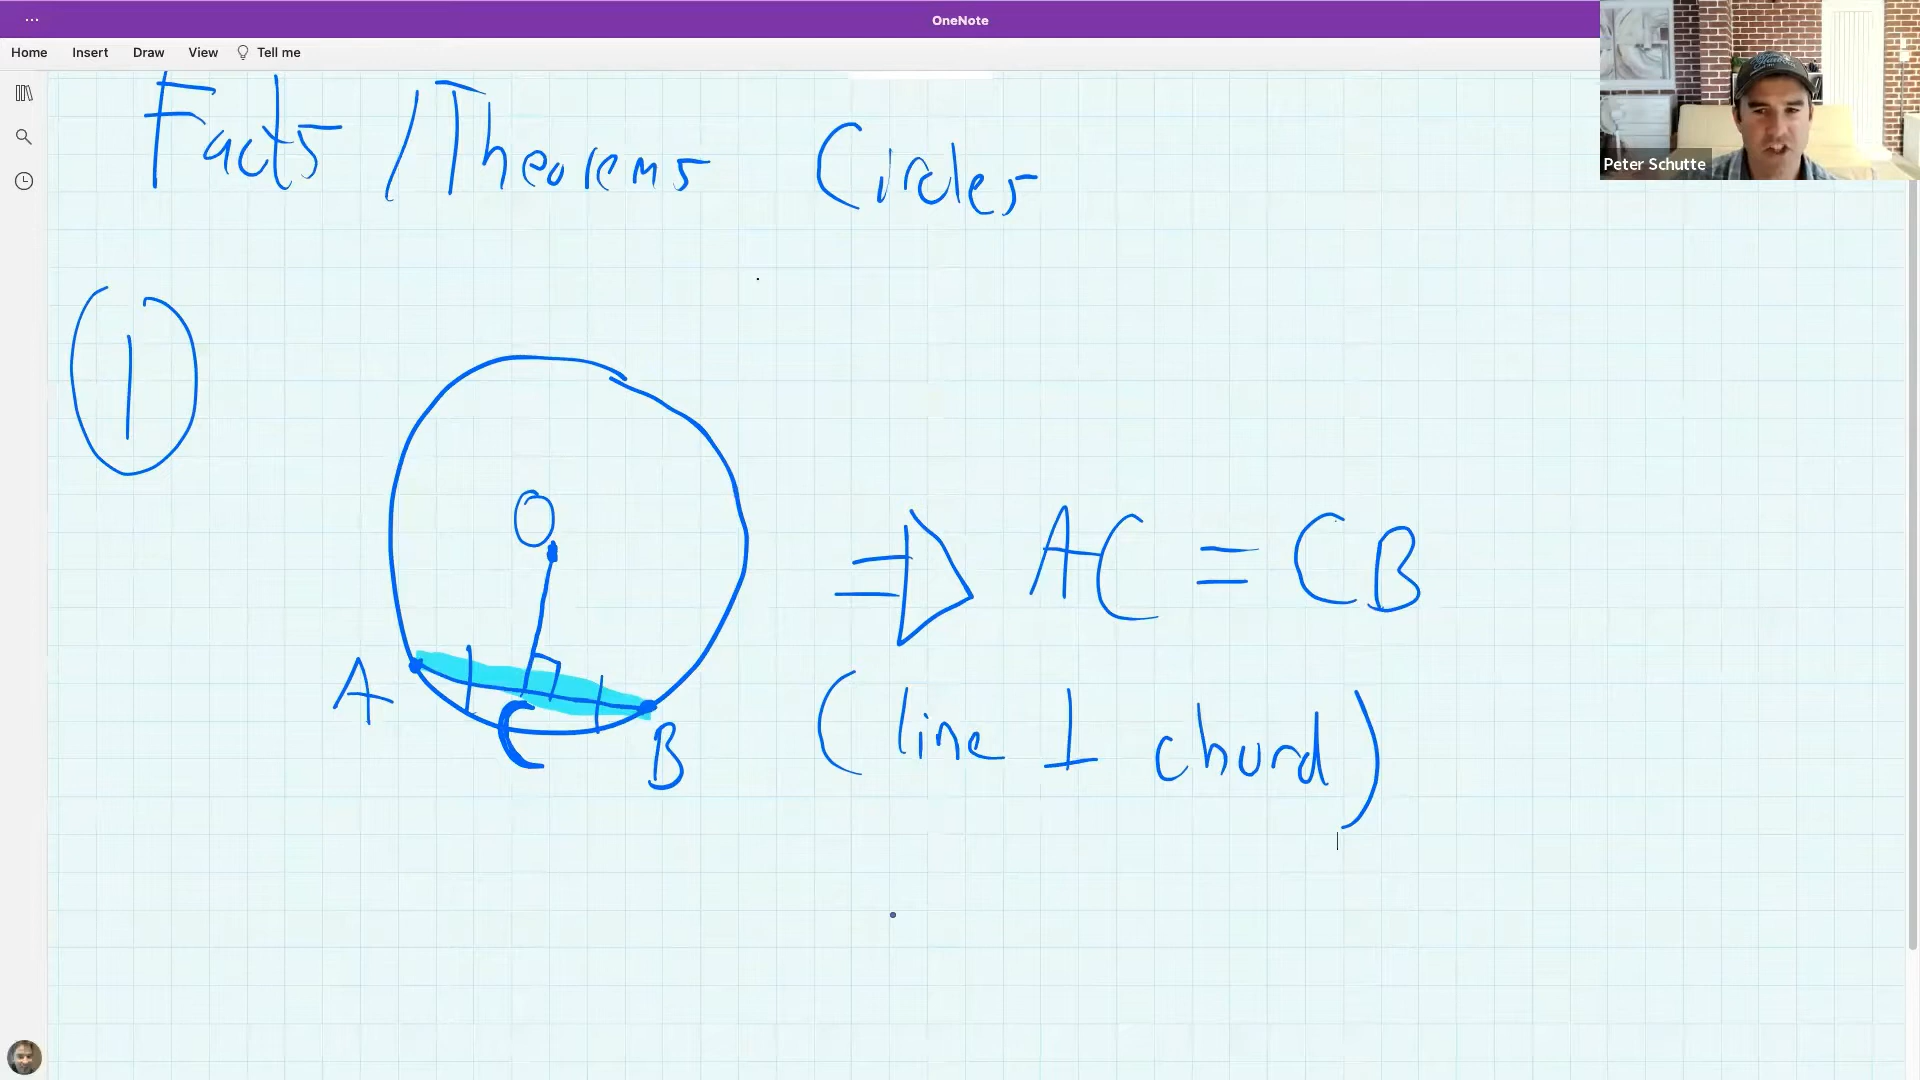 OneNote
Home Insert Draw View Tell me
Peter Schutte
Facts / Theorems Circles
1
O
A
C
B
⇒ AC = CB
(line ⊥ chord)